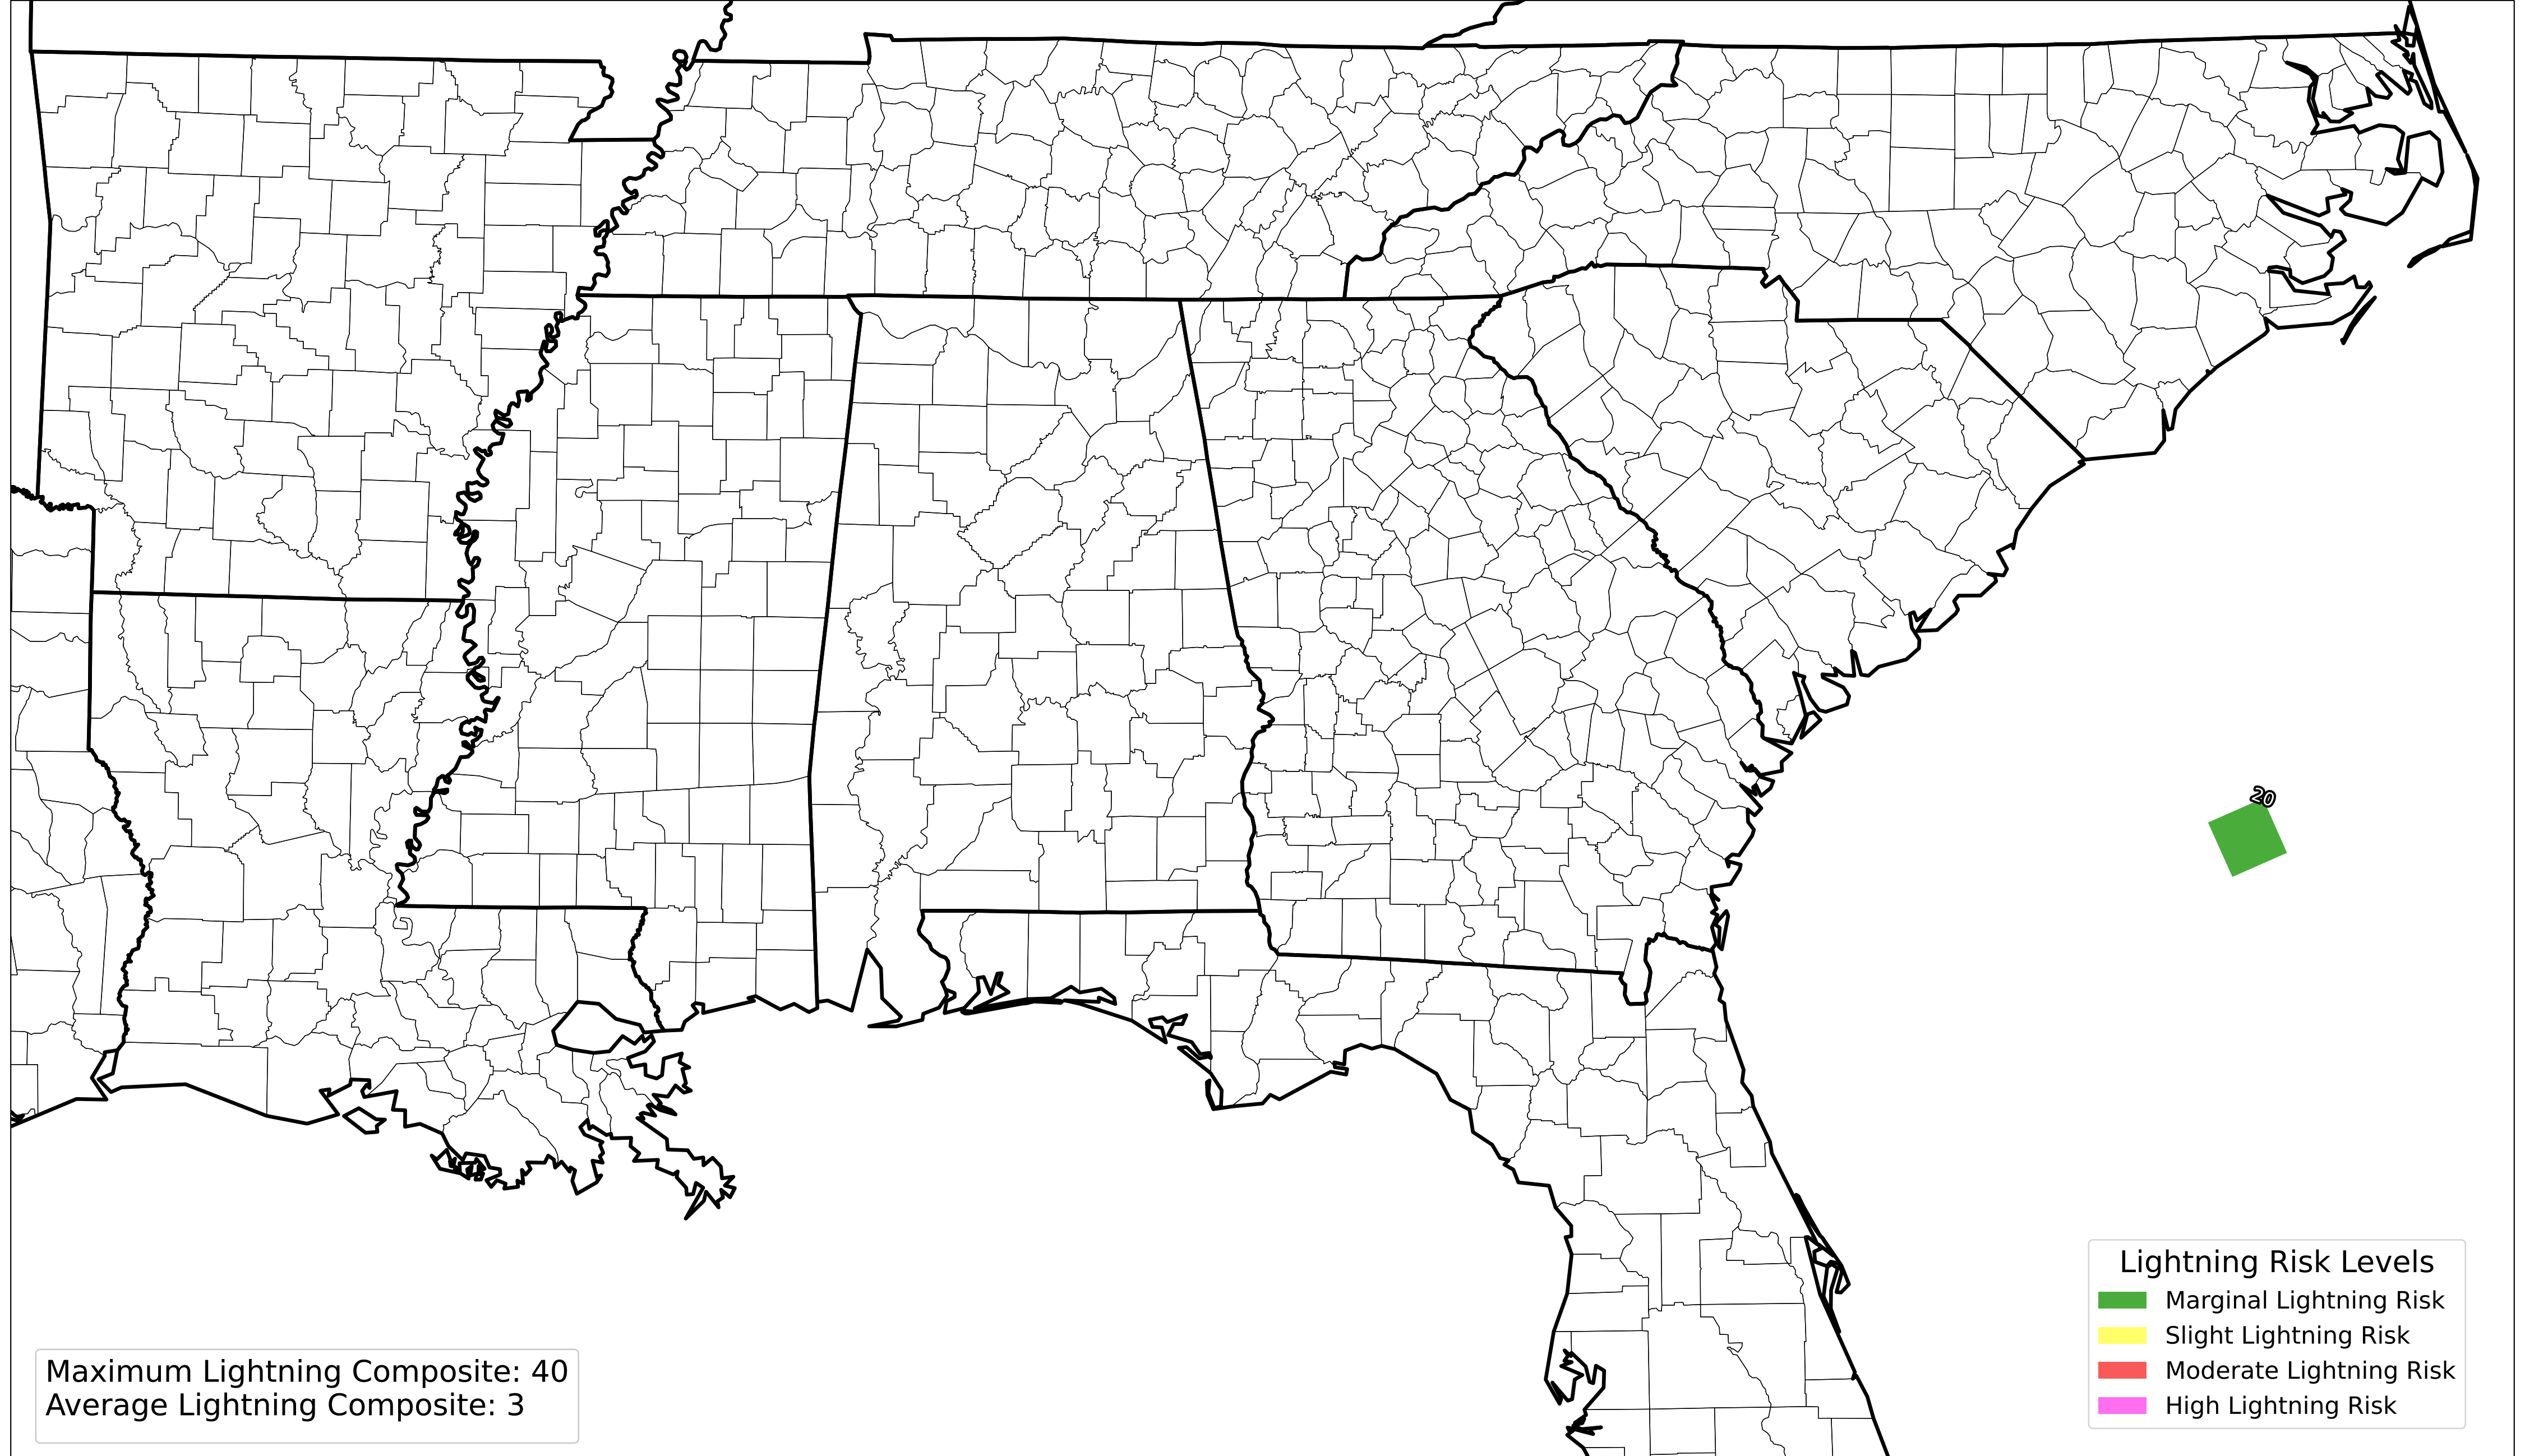 20
Lightning Risk Levels
Marginal Lightning Risk
Slight Lightning Risk
Moderate Lightning Risk
High Lightning Risk
Maximum Lightning Composite: 40
Average Lightning Composite: 3